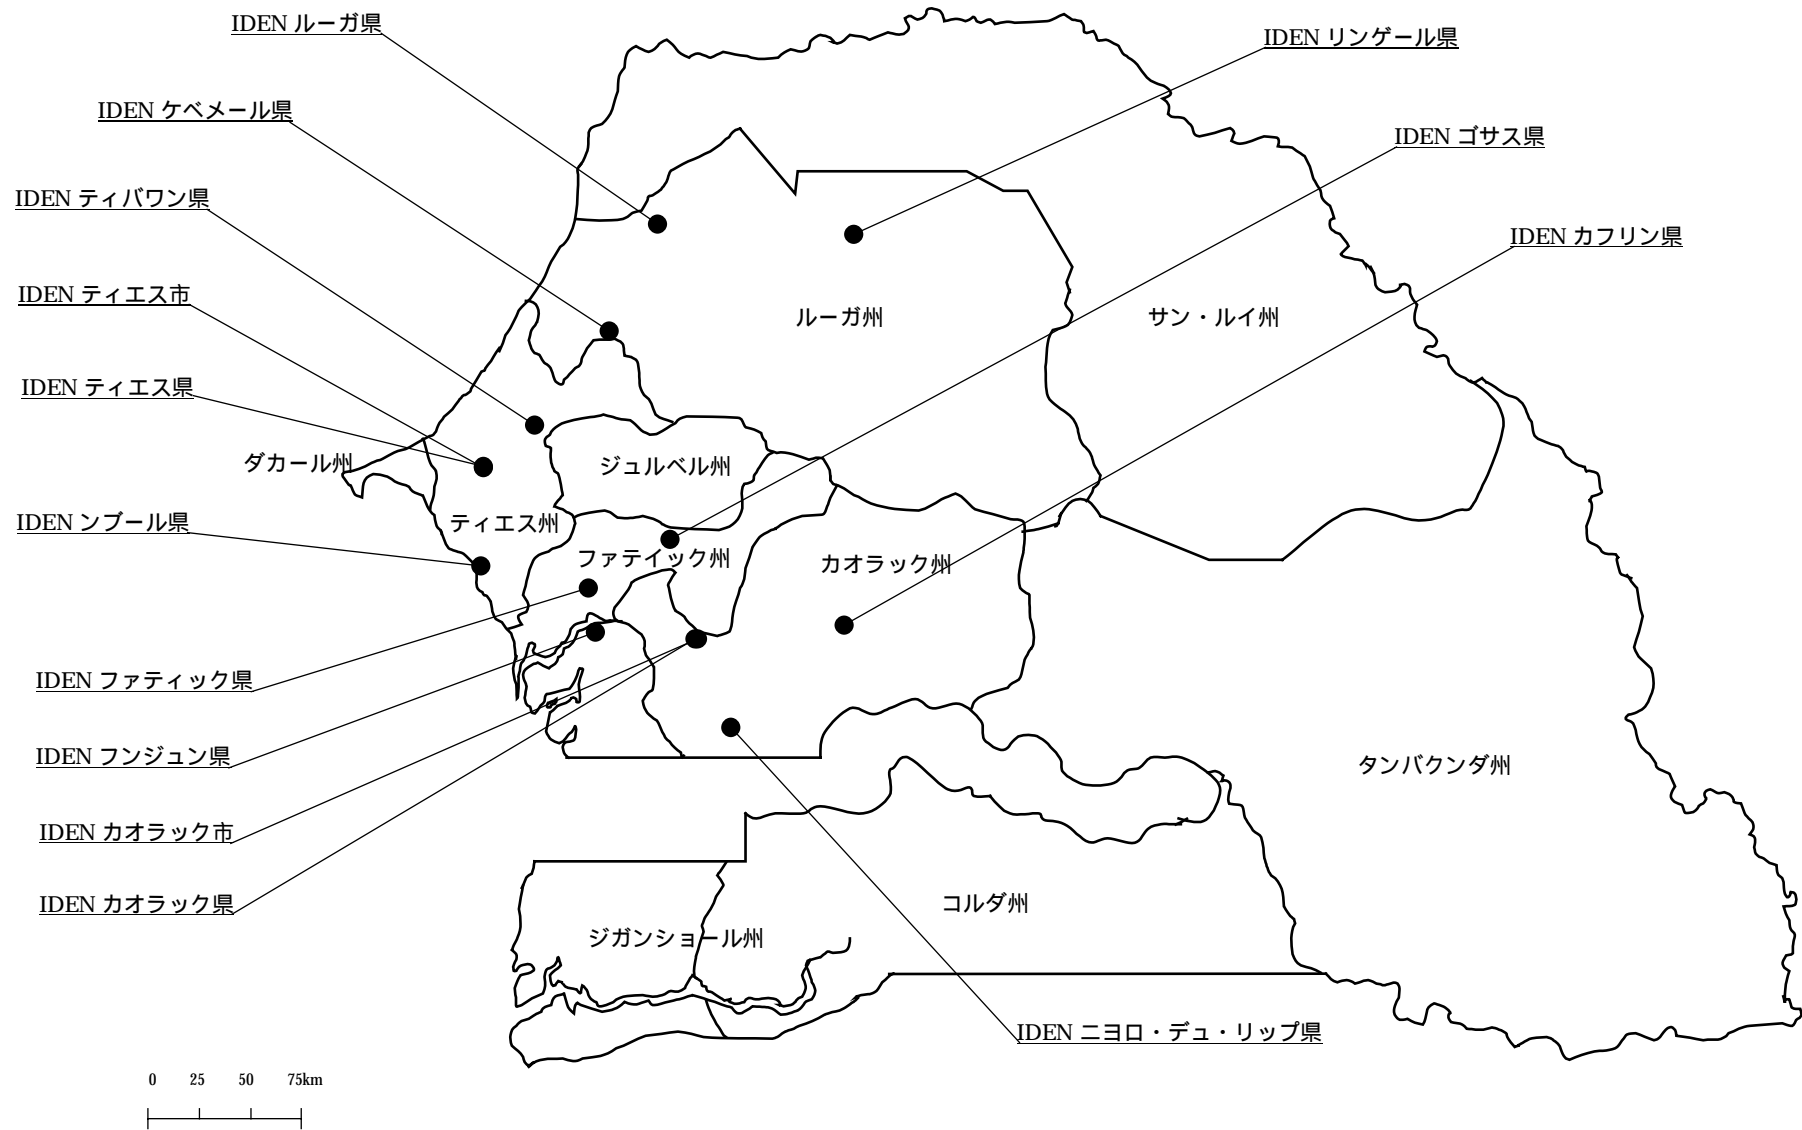 IDEN ルーガ県
IDEN リンゲール県
IDEN ケベメール県
IDEN ゴサス県
IDEN ティバワン県
IDEN カフリン県
IDEN ティエス市
ルーガ州
サン・ルイ州
IDEN ティエス県
ダカール州
ジュルベル州
IDEN ンブール県
ティエス州
ファテイック州
カオラック州
IDEN ファティック県
IDEN フンジュン県
タンバクンダ州
IDEN カオラック市
IDEN カオラック県
コルダ州
ジガンショール州
IDEN ニヨロ・デュ・リップ県
0 25 50 75km